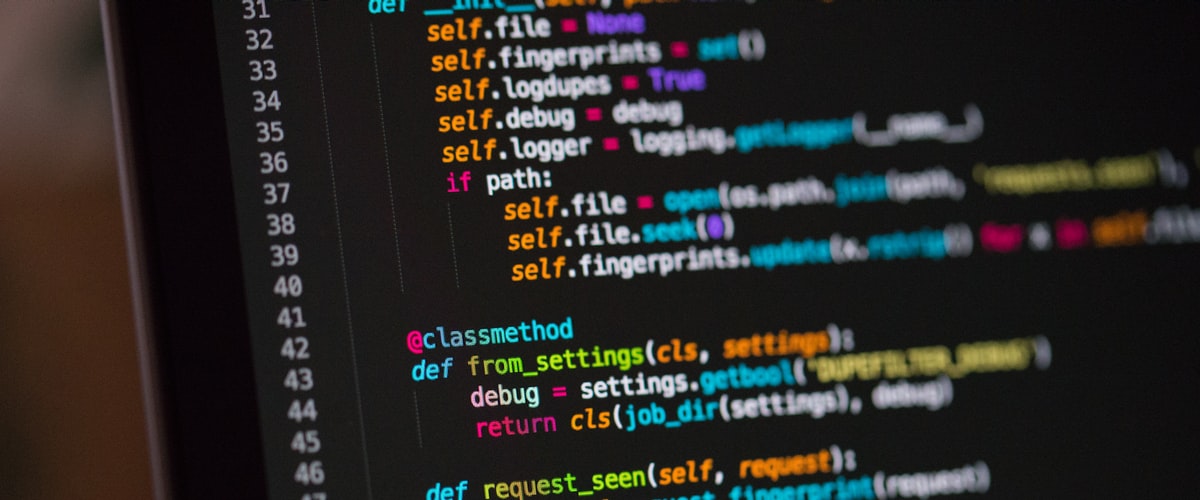 31 def __init__(self,
32 self.file = None
33 self.fingerprints = set()
34 self.logdupes = True
35 self.debug = debug
36 self.logger = logging.getLogger(__name__)
37 if path:
38 self.file = open(os.path.join(path, 'requests.seen'),
39 self.file.seek(0)
40 self.fingerprints.update(x.rstrip() for x in self.file
41
42 @classmethod
43 def from_settings(cls, settings):
44 debug = settings.getbool('DUPEFILTER_DEBUG')
45 return cls(job_dir(settings), debug)
46
47 def request_seen(self, request):
request_fingerprint(request)